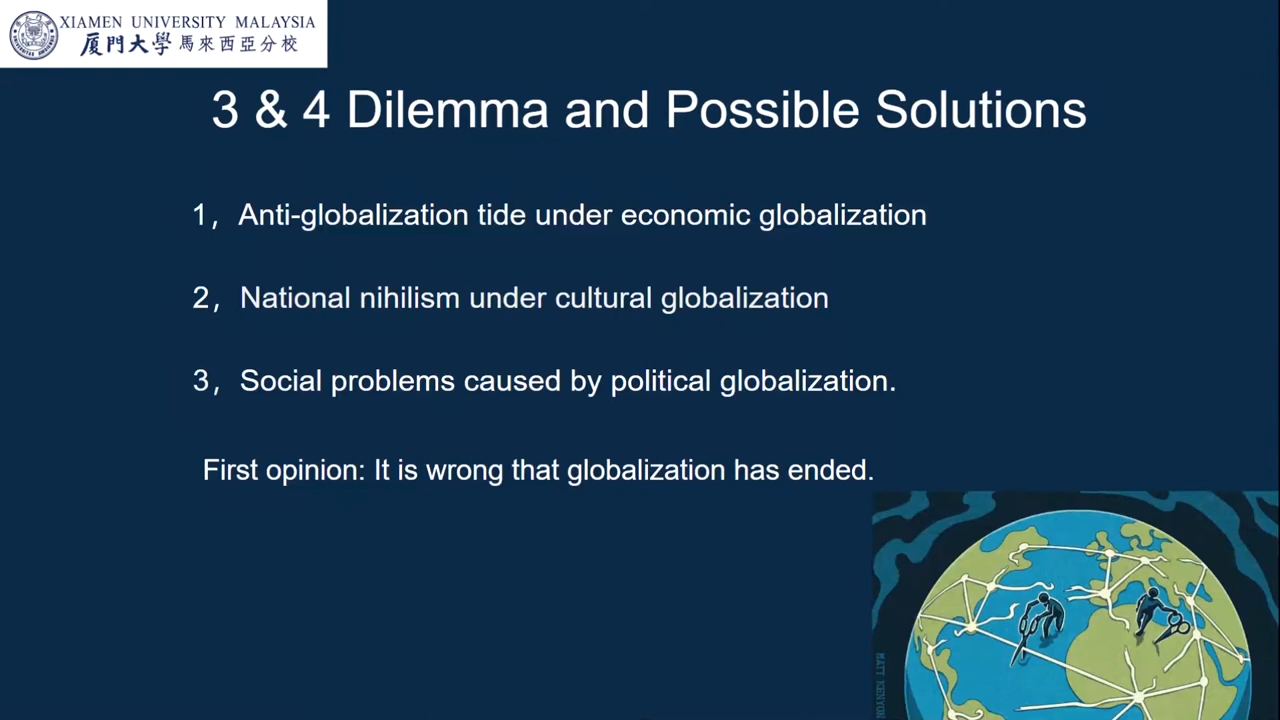 XIAMEN UNIVERSITY MALAYSIA
厦門大學 馬來西亞分校
3 & 4 Dilemma and Possible Solutions
1，Anti-globalization tide under economic globalization
2，National nihilism under cultural globalization
3，Social problems caused by political globalization.
First opinion: It is wrong that globalization has ended.
MATT KENYON